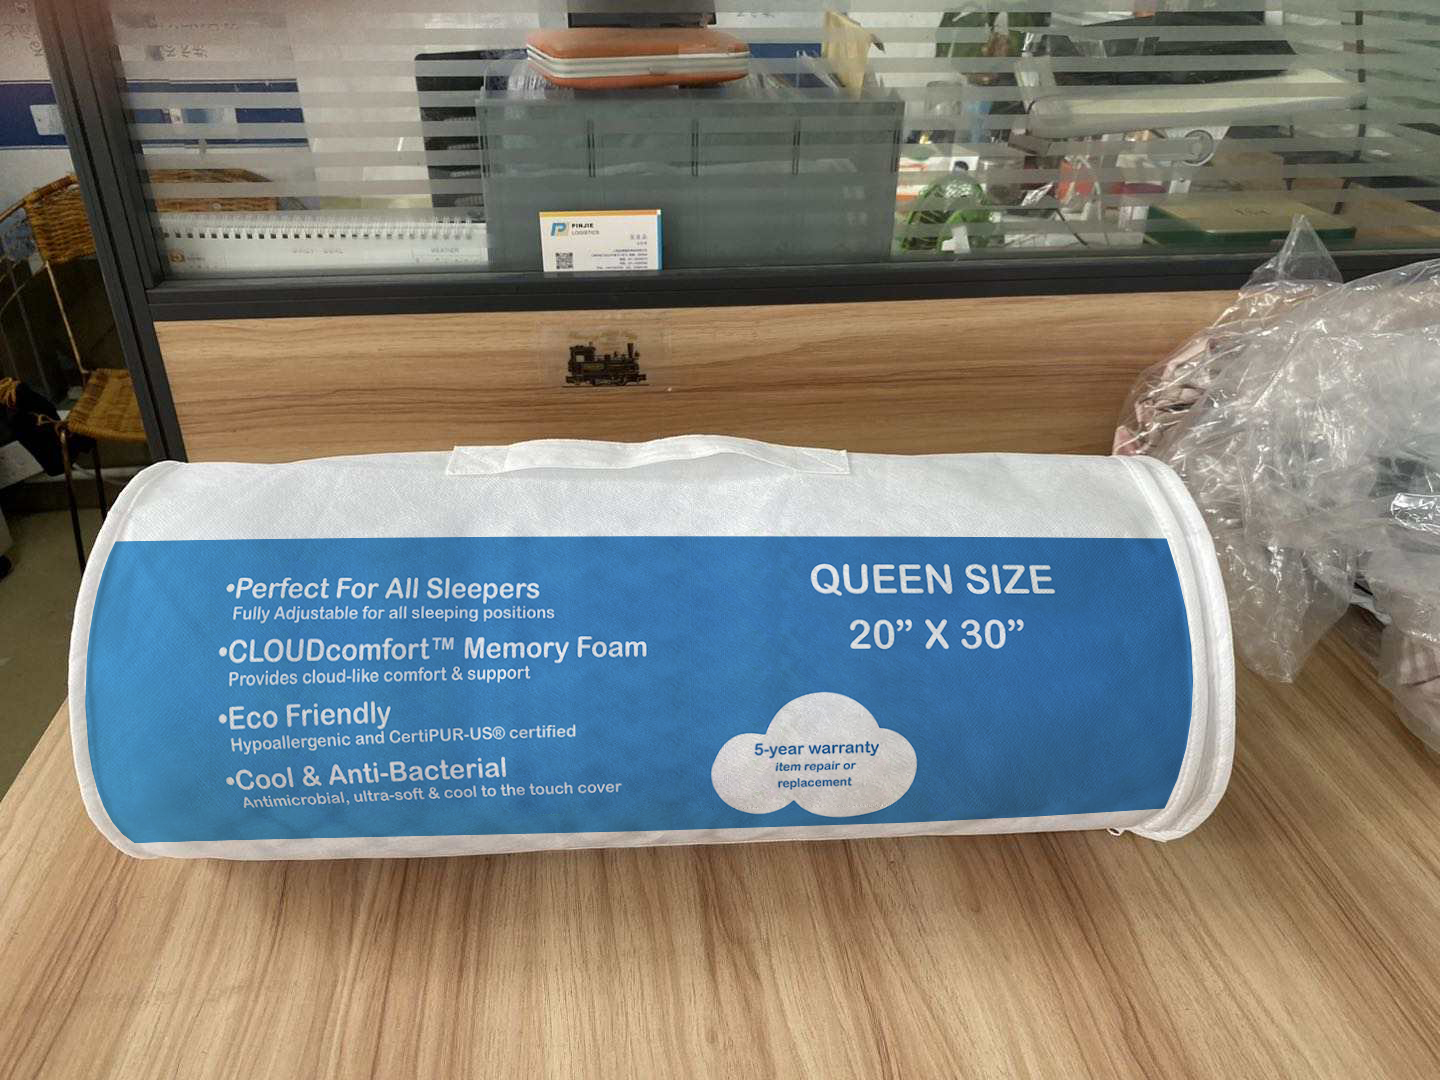 PINJIE
LOGISTICS
•Perfect For All Sleepers
Fully Adjustable for all sleeping positions
•CLOUDcomfort™ Memory Foam
Provides cloud-like comfort & support
•Eco Friendly
Hypoallergenic and CertiPUR-US® certified
•Cool & Anti-Bacterial
Antimicrobial, ultra-soft & cool to the touch cover
QUEEN SIZE
20” X 30”
5-year warranty
item repair or
replacement